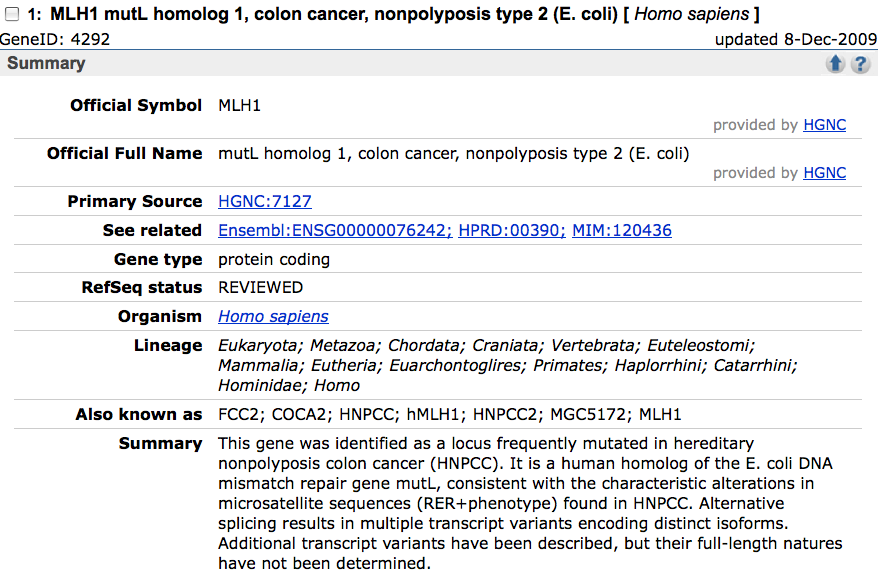 1: MLH1 mutL homolog 1, colon cancer, nonpolyposis type 2 (E. coli) [ Homo sapiens ]
GeneID: 4292 updated 8-Dec-2009
Summary
Official Symbol MLH1
provided by HGNC
Official Full Name mutL homolog 1, colon cancer, nonpolyposis type 2 (E. coli)
provided by HGNC
Primary Source HGNC:7127
See related Ensembl:ENSG00000076242; HPRD:00390; MIM:120436
Gene type protein coding
RefSeq status REVIEWED
Organism Homo sapiens
Lineage Eukaryota; Metazoa; Chordata; Craniata; Vertebrata; Euteleostomi;
Mammalia; Eutheria; Euarchontoglires; Primates; Haplorrhini; Catarrhini;
Hominidae; Homo
Also known as FCC2; COCA2; HNPCC; hMLH1; HNPCC2; MGC5172; MLH1
Summary This gene was identified as a locus frequently mutated in hereditary
nonpolyposis colon cancer (HNPCC). It is a human homolog of the E. coli DNA
mismatch repair gene mutL, consistent with the characteristic alterations in
microsatellite sequences (RER+phenotype) found in HNPCC. Alternative
splicing results in multiple transcript variants encoding distinct isoforms.
Additional transcript variants have been described, but their full-length natures
have not been determined.